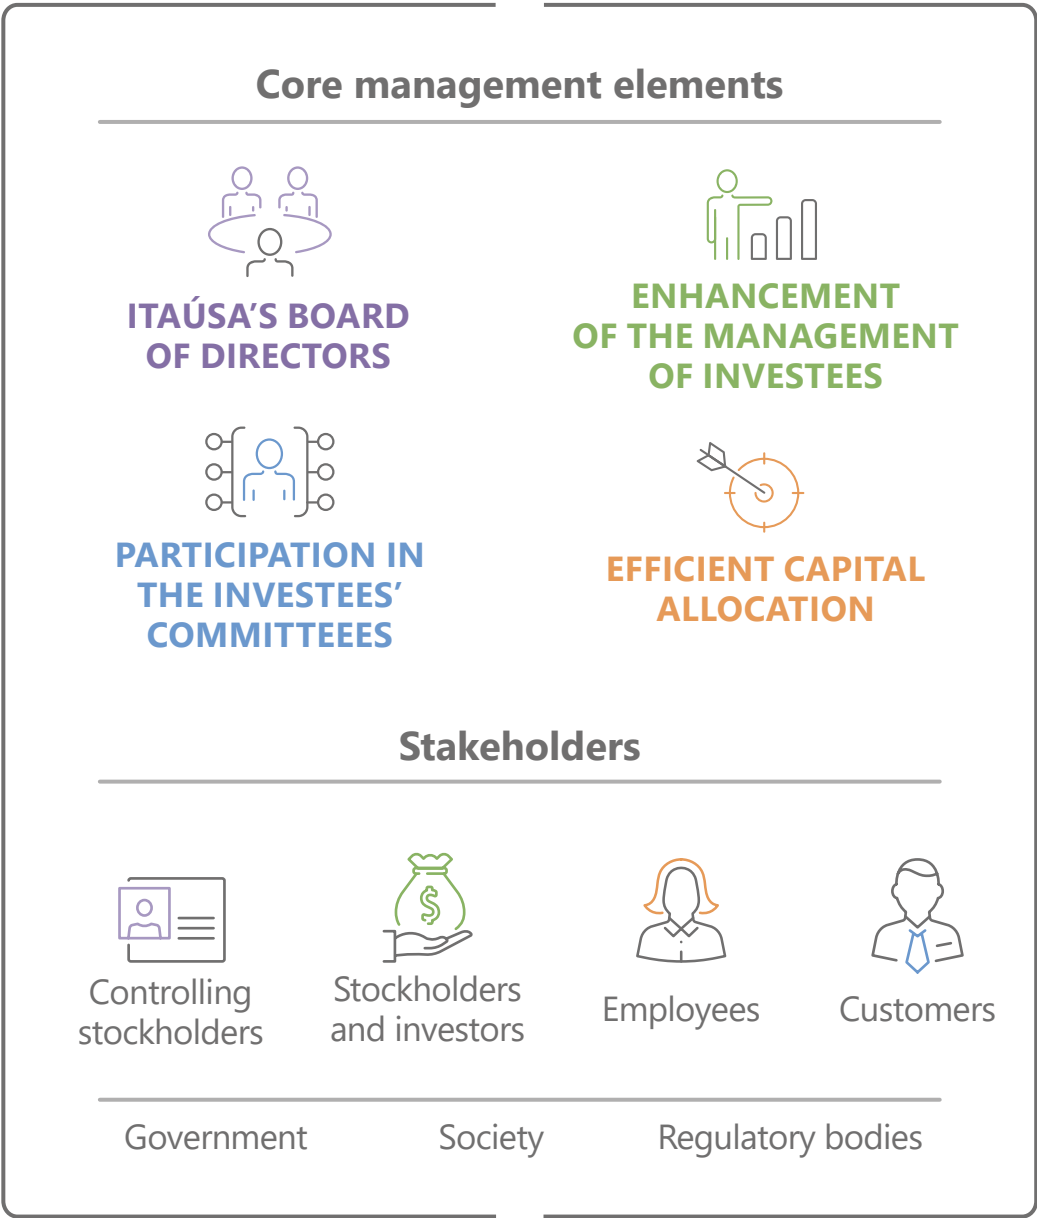 Core management elements
ITAÚSA’S BOARD
OF DIRECTORS
ENHANCEMENT
OF THE MANAGEMENT
OF INVESTEES
PARTICIPATION IN
THE INVESTEES’
COMMITTEEES
EFFICIENT CAPITAL
ALLOCATION
Stakeholders
$
Controlling
stockholders
Stockholders
and investors
Employees
Customers
Government
Society
Regulatory bodies